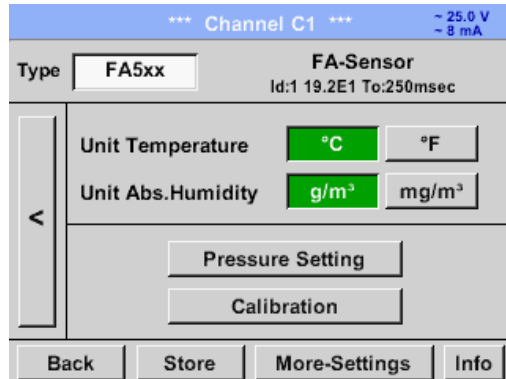 *** Channel C1 ***
~ 25.0 V
~ 8 mA
Type FA5xx
FA-Sensor
Id:1 19.2E1 To:250msec
<
Unit Temperature °C °F
Unit Abs.Humidity g/m³ mg/m³
Pressure Setting
Calibration
Back Store More-Settings Info